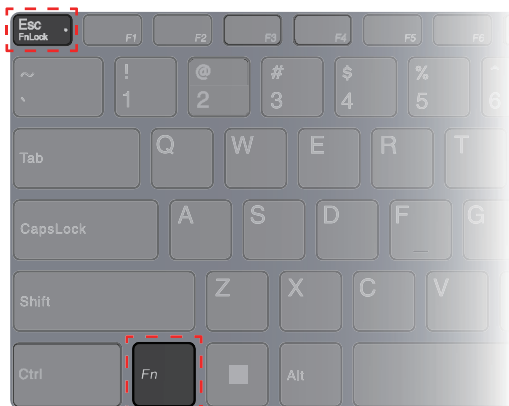 Esc
FnLock
F1 F2 F3 F4 F5 F6
~ ! @ # $ % ^
` 1 2 3 4 5 6
Tab Q W E R T
CapsLock A S D F G
Shift Z X C V
Ctrl Fn Alt